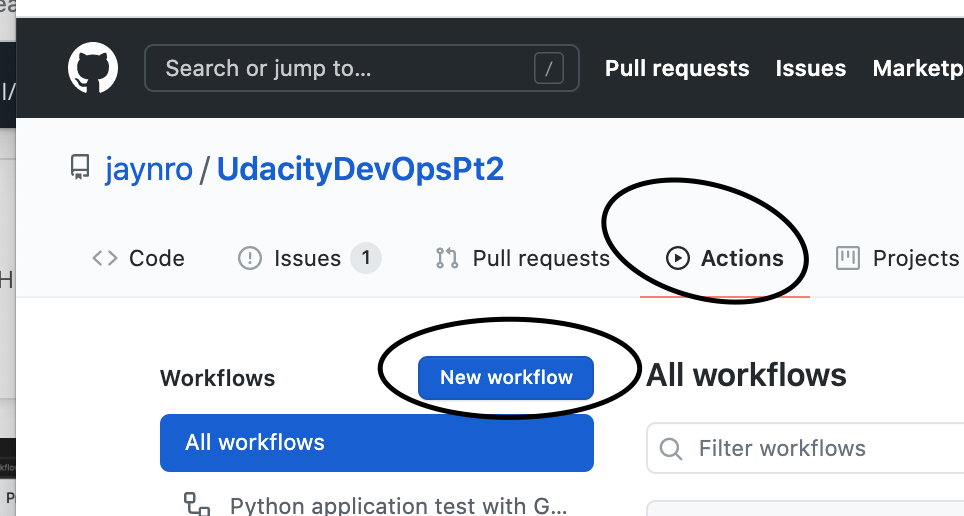 Search or jump to... / Pull requests Issues Marketp
jaynro / UdacityDevOpsPt2
Code Issues 1 Pull requests Actions Projects
Workflows New workflow All workflows
All workflows
Filter workflows
Python application test with G...